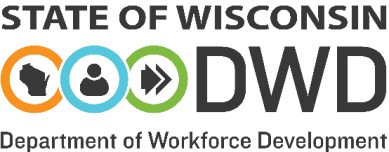 STATE OF WISCONSIN
DWD
Department of Workforce Development